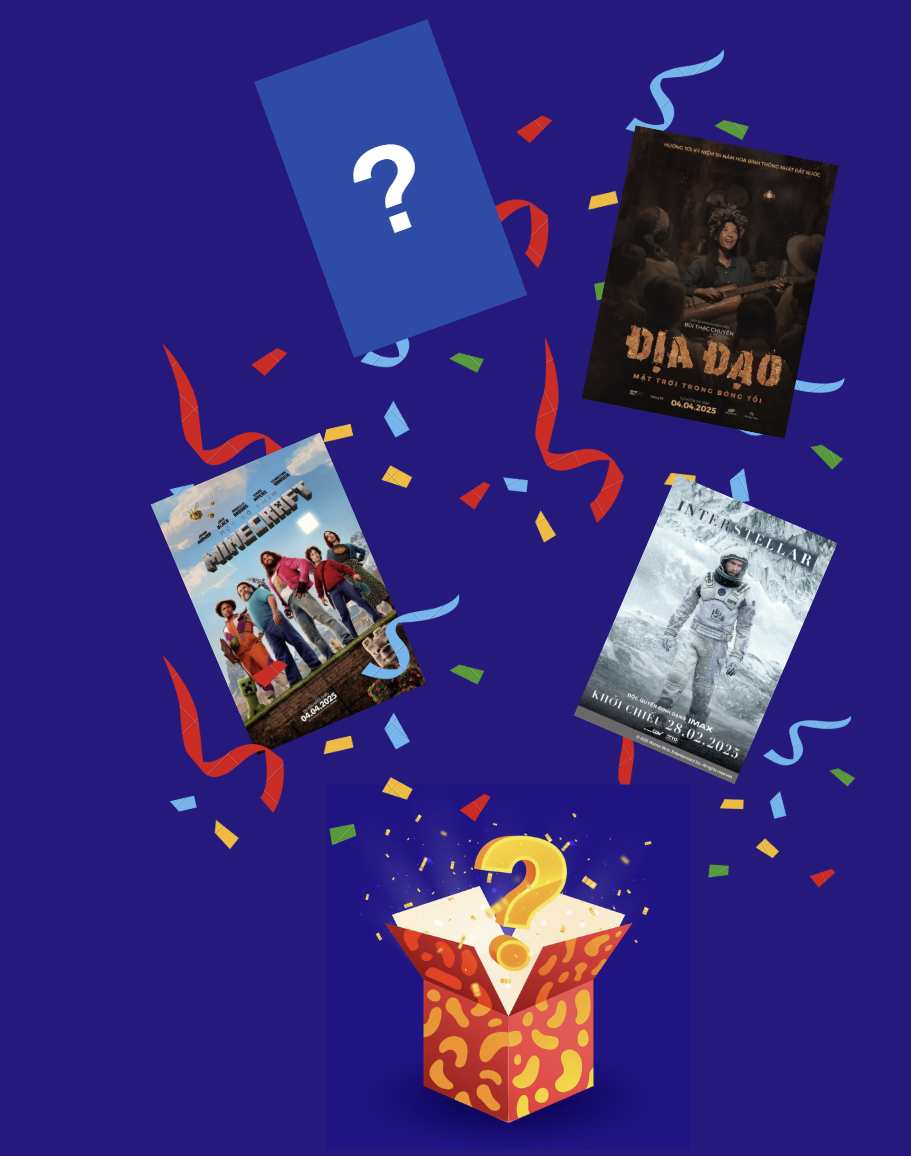 ?
HƯỚNG TỚI KỶ NIỆM 50 NĂM HOÀ BÌNH THỐNG NHẤT ĐẤT NƯỚC
BÙI THẠC CHUYÊN
ĐỊA ĐẠO
MẶT TRỜI TRONG BÓNG TỐI
04.04.2025
MINECRAFT
04.04.2025
INTERSTELLAR
ĐỘC QUYỀN ĐỊNH DẠNG IMAX
KHỞI CHIẾU 28.02.2025
?